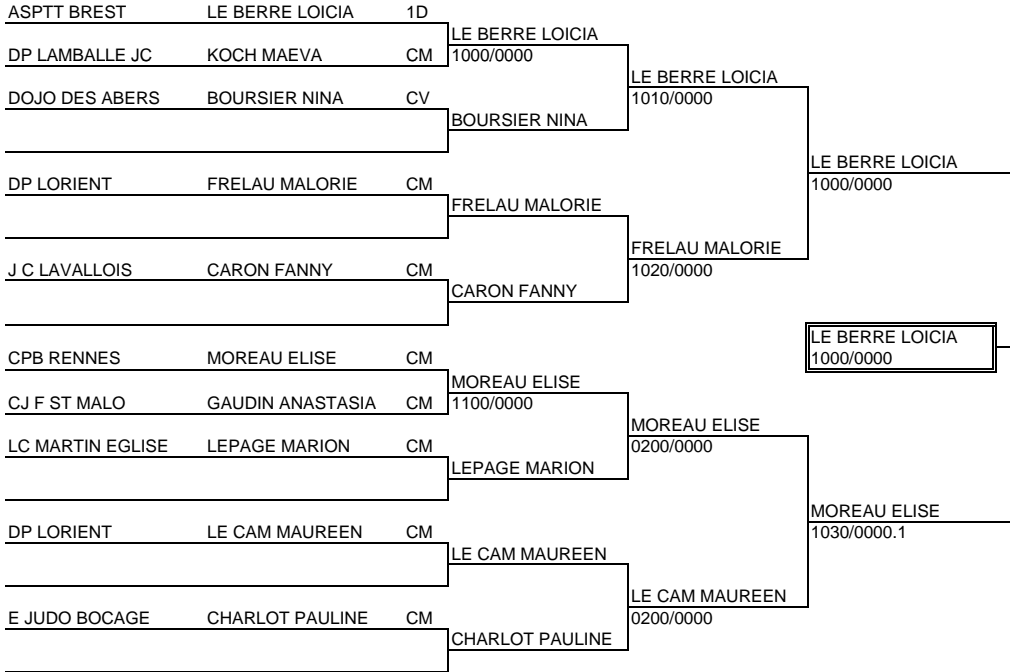 ASPTT BREST LE BERRE LOICIA 1D
LE BERRE LOICIA
DP LAMBALLE JC KOCH MAEVA CM 1000/0000
LE BERRE LOICIA
DOJO DES ABERS BOURSIER NINA CV 1010/0000
BOURSIER NINA
LE BERRE LOICIA
DP LORIENT FRELAU MALORIE CM 1000/0000
FRELAU MALORIE
FRELAU MALORIE
J C LAVALLOIS CARON FANNY CM 1020/0000
CARON FANNY
LE BERRE LOICIA
CPB RENNES MOREAU ELISE CM 1000/0000
MOREAU ELISE
CJ F ST MALO GAUDIN ANASTASIA CM 1100/0000
MOREAU ELISE
LC MARTIN EGLISE LEPAGE MARION CM 0200/0000
LEPAGE MARION
MOREAU ELISE
DP LORIENT LE CAM MAUREEN CM 1030/0000.1
LE CAM MAUREEN
LE CAM MAUREEN
E JUDO BOCAGE CHARLOT PAULINE CM 0200/0000
CHARLOT PAULINE